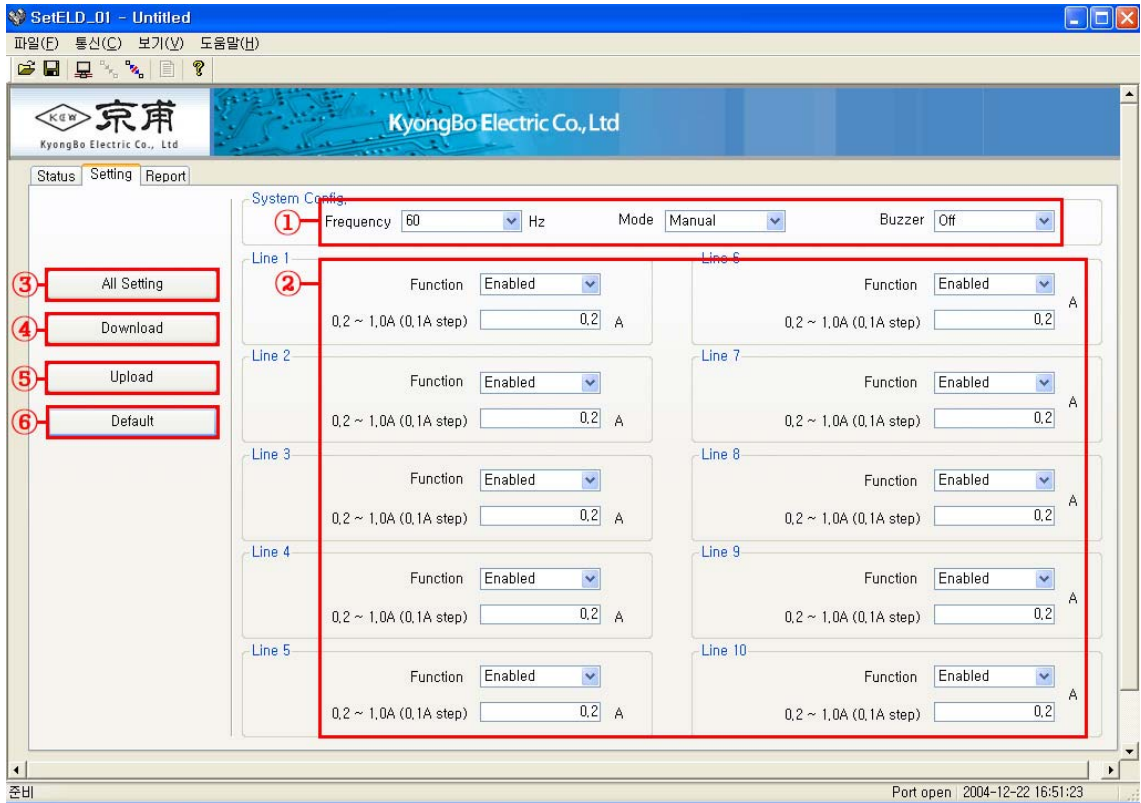 SetELD_01 - Untitled
파일(F) 통신(C) 보기(V) 도움말(H)
KEW 京甫
KyongBo Electric Co., Ltd
KyongBo Electric Co., Ltd
Status Setting Report
System Config,
① Frequency 60 Hz Mode Manual Buzzer Off
②
③ All Setting
④ Download
⑤ Upload
⑥ Default
Line 1
Function Enabled
0,2 ~ 1,0A (0,1A step) 0,2 A
Line 2
Function Enabled
0,2 ~ 1,0A (0,1A step) 0,2 A
Line 3
Function Enabled
0,2 ~ 1,0A (0,1A step) 0,2 A
Line 4
Function Enabled
0,2 ~ 1,0A (0,1A step) 0,2 A
Line 5
Function Enabled
0,2 ~ 1,0A (0,1A step) 0,2 A
Line 6
Function Enabled
0,2 ~ 1,0A (0,1A step) 0,2 A
Line 7
Function Enabled
0,2 ~ 1,0A (0,1A step) 0,2 A
Line 8
Function Enabled
0,2 ~ 1,0A (0,1A step) 0,2 A
Line 9
Function Enabled
0,2 ~ 1,0A (0,1A step) 0,2 A
Line 10
Function Enabled
0,2 ~ 1,0A (0,1A step) 0,2 A
준비 Port open 2004-12-22 16:51:23